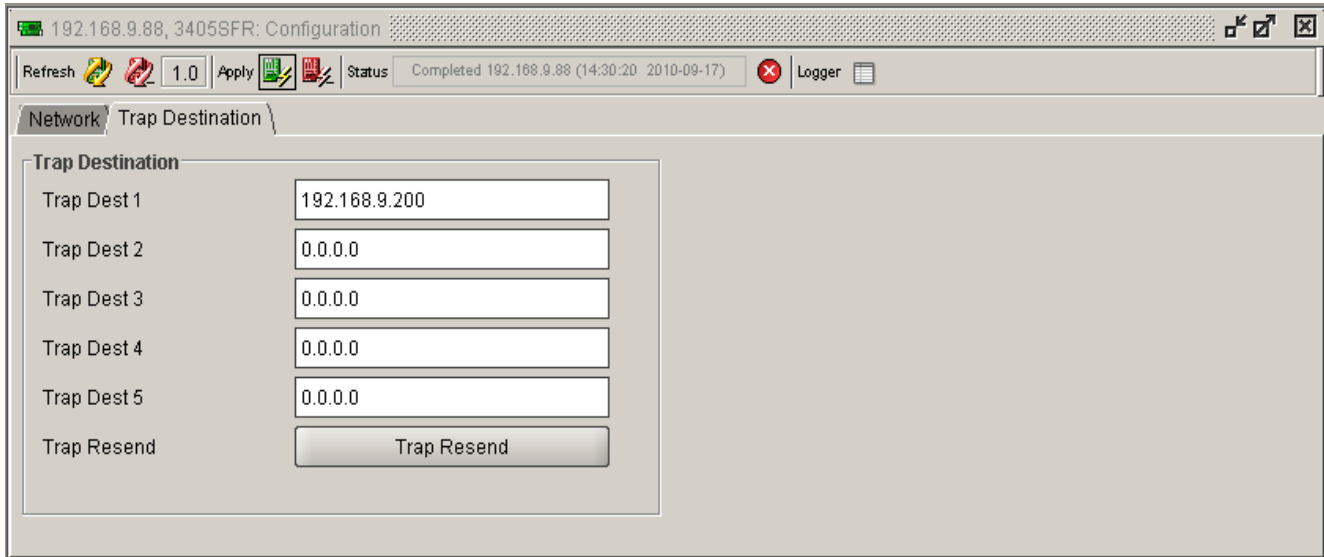 192.168.9.88, 3405SFR: Configuration
Refresh 1.0 Apply Status Completed 192.168.9.88 (14:30:20 2010-09-17) Logger
Network Trap Destination
Trap Destination
Trap Dest 1 192.168.9.200
Trap Dest 2 0.0.0.0
Trap Dest 3 0.0.0.0
Trap Dest 4 0.0.0.0
Trap Dest 5 0.0.0.0
Trap Resend Trap Resend